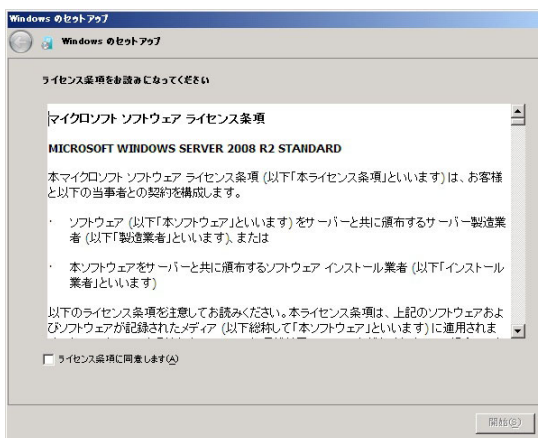 Windows のセットアップ
Windows のセットアップ
ライセンス条項をお読みになってください
マイクロソフト ソフトウェア ライセンス条項
MICROSOFT WINDOWS SERVER 2008 R2 STANDARD
本マイクロソフト ソフトウェア ライセンス条項 (以下「本ライセンス条項」といいます) は、お客様
と以下の当事者との契約を構成します。
· ソフトウェア (以下「本ソフトウェア」といいます) をサーバーと共に頒布するサーバー製造業
者 (以下「製造業者」といいます)、または
· 本ソフトウェアをサーバーと共に頒布するソフトウェア インストール業者 (以下「インストール
業者」といいます)
以下のライセンス条項を注意してお読みください。本ライセンス条項は、上記のソフトウェアおよ
びソフトウェアが記録されたメディア (以下総称して「本ソフトウェア」といいます) に適用されま
ライセンス条項に同意します(A)
開始(S)